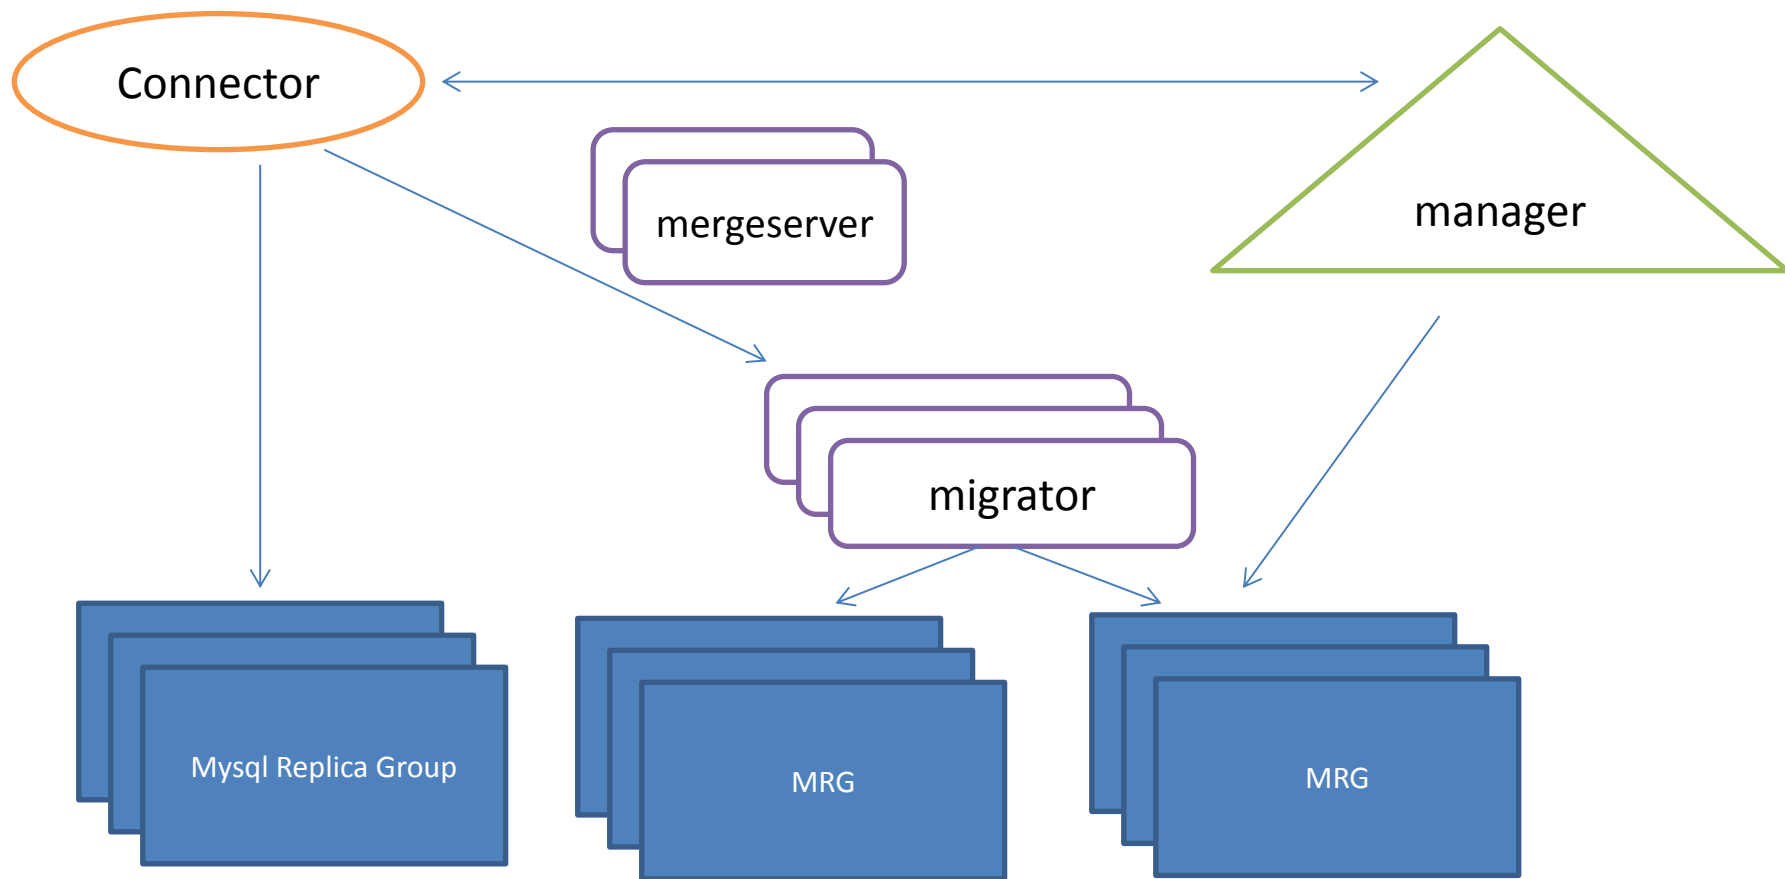 Connector
mergeserver
manager
migrator
Mysql Replica Group
MRG
MRG